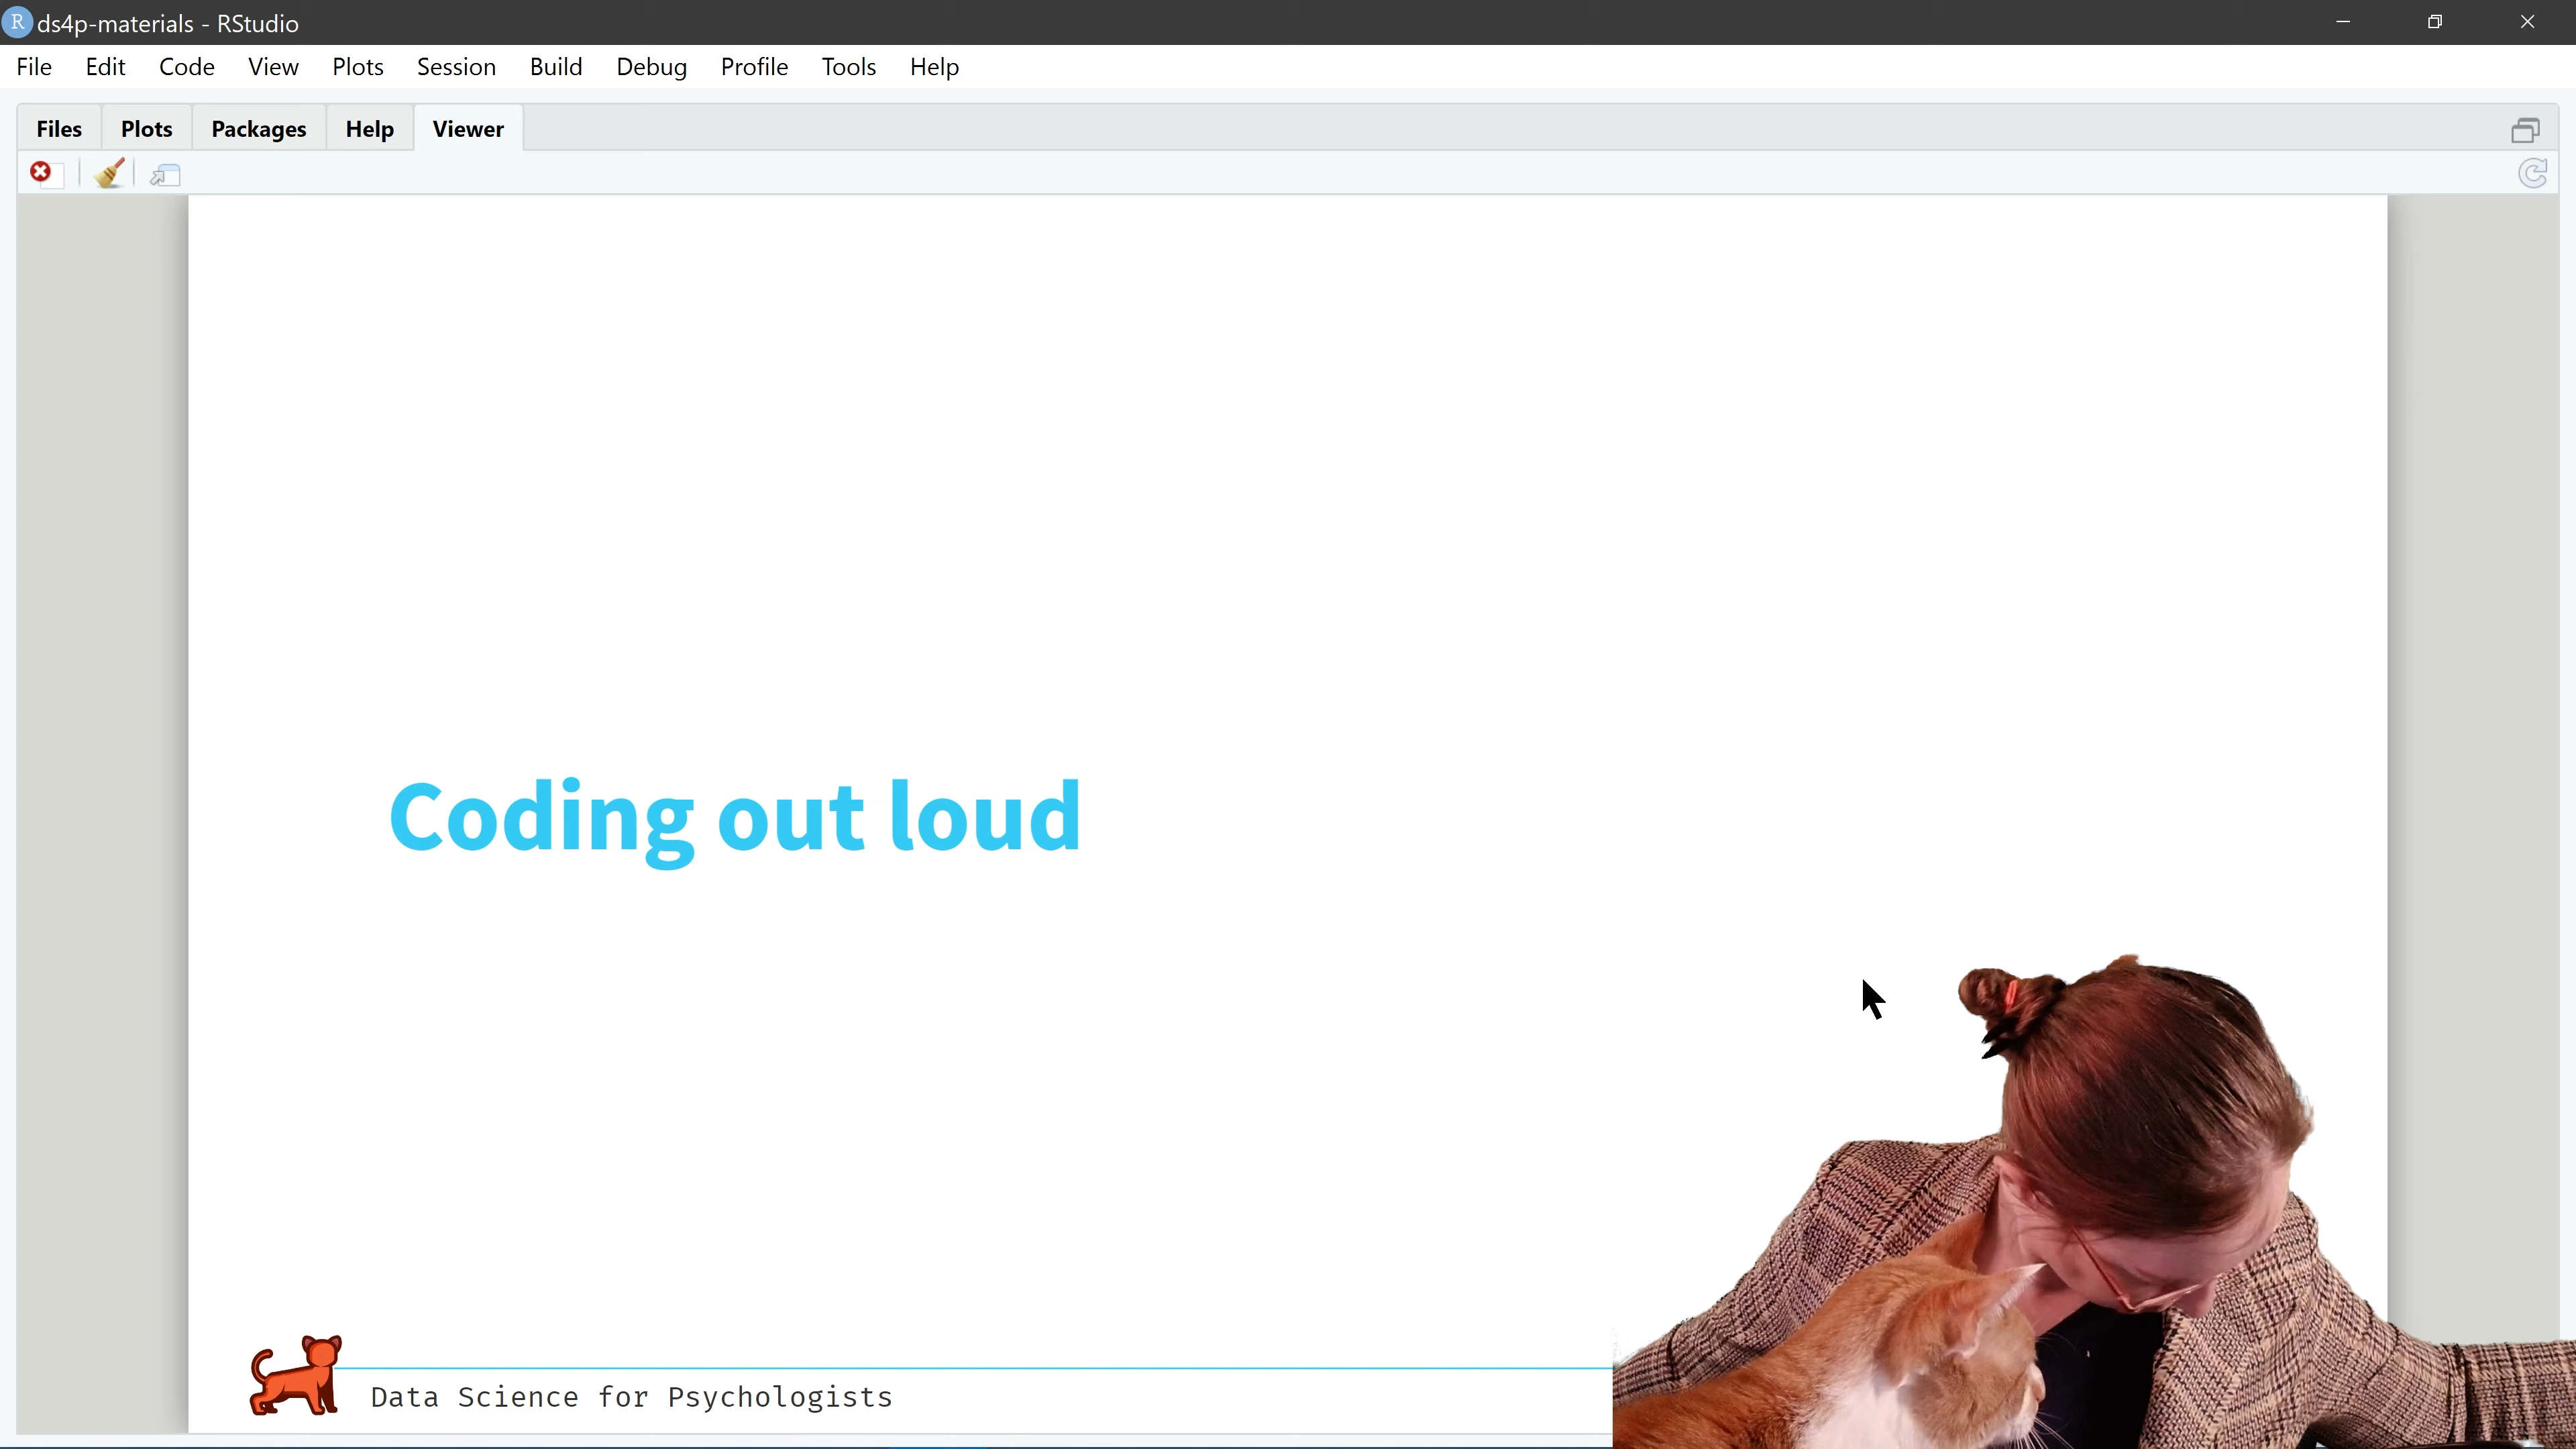 R ds4p-materials - RStudio
File Edit Code View Plots Session Build Debug Profile Tools Help
Files Plots Packages Help Viewer
Coding out loud
Data Science for Psychologists